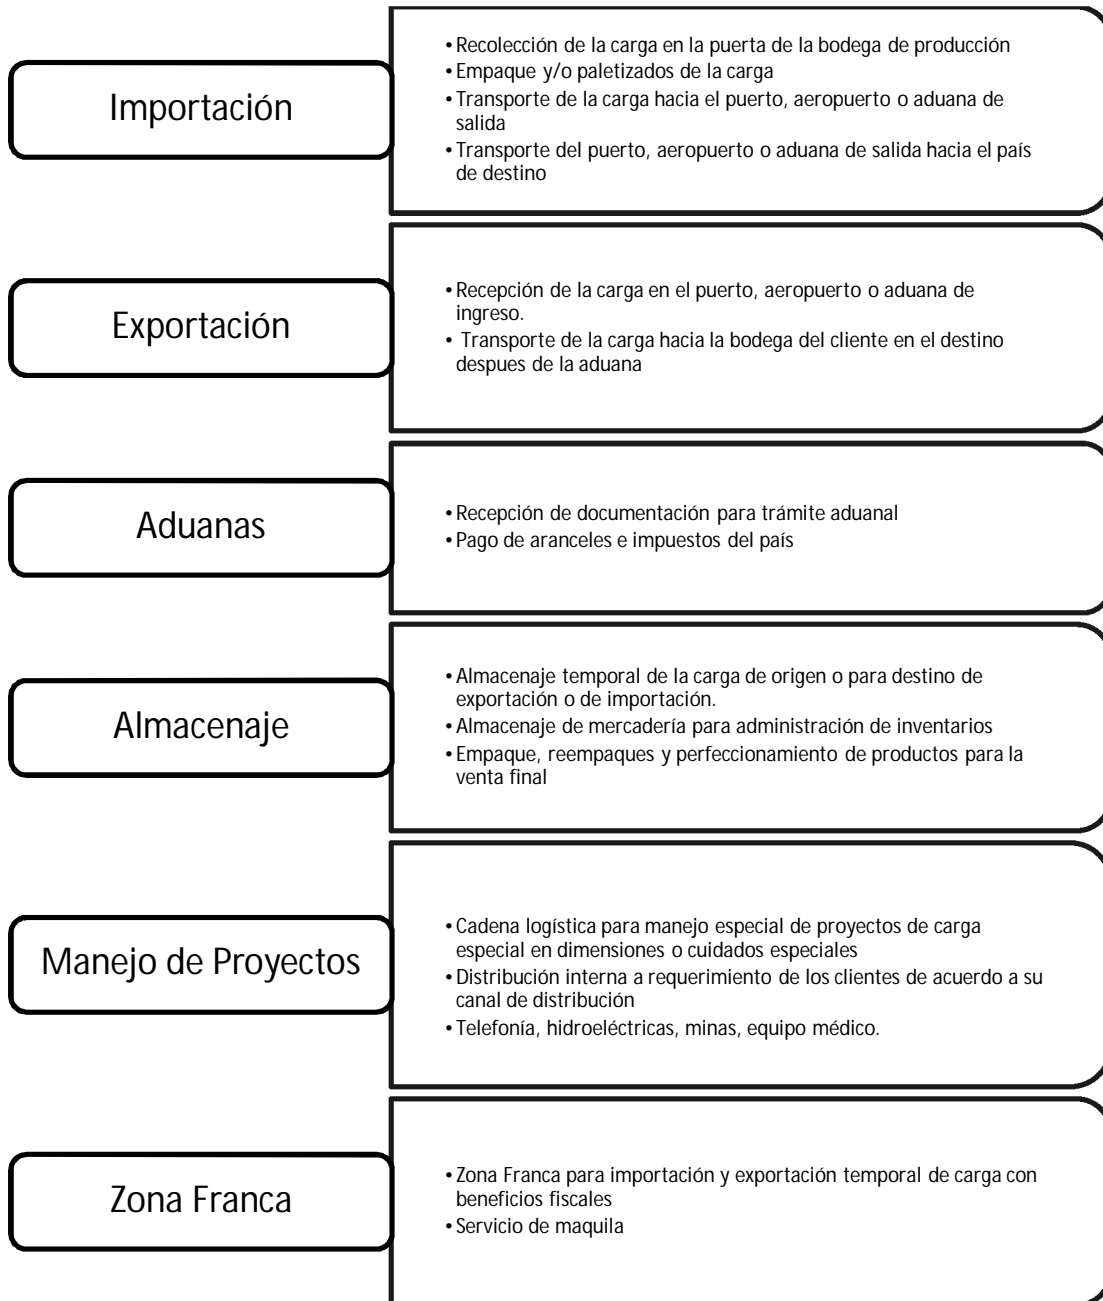 Importación
• Recolección de la carga en la puerta de la bodega de producción
• Empaque y/o paletizados de la carga
• Transporte de la carga hacia el puerto, aeropuerto o aduana de
salida
• Transporte del puerto, aeropuerto o aduana de salida hacia el país
de destino
Exportación
• Recepción de la carga en el puerto, aeropuerto o aduana de
ingreso.
• Transporte de la carga hacia la bodega del cliente en el destino
despues de la aduana
Aduanas
• Recepción de documentación para trámite aduanal
• Pago de aranceles e impuestos del país
Almacenaje
• Almacenaje temporal de la carga de origen o para destino de
exportación o de importación.
• Almacenaje de mercadería para administración de inventarios
• Empaque, reempaques y perfeccionamiento de productos para la
venta final
Manejo de Proyectos
• Cadena logística para manejo especial de proyectos de carga
especial en dimensiones o cuidados especiales
• Distribución interna a requerimiento de los clientes de acuerdo a su
canal de distribución
• Telefonía, hidroeléctricas, minas, equipo médico.
Zona Franca
• Zona Franca para importación y exportación temporal de carga con
beneficios fiscales
• Servicio de maquila